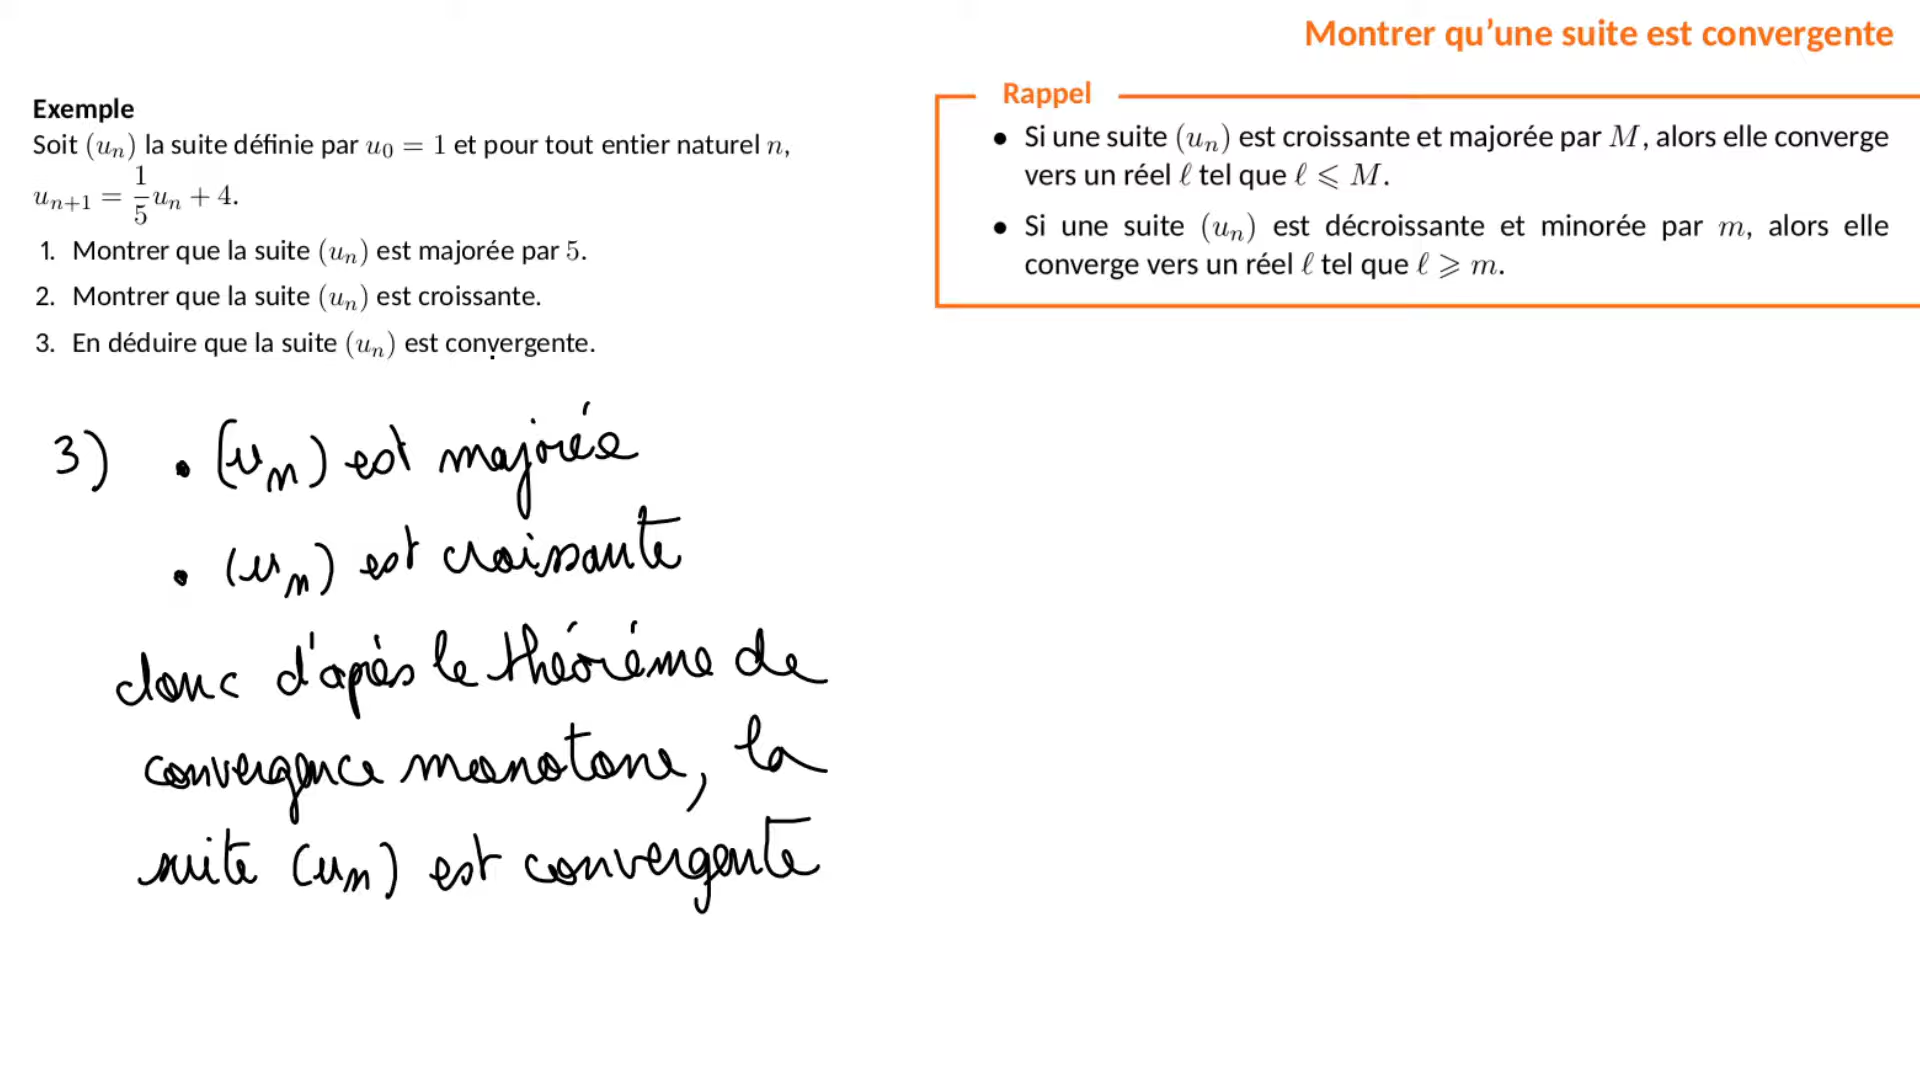 Montrer qu’une suite est convergente
Exemple
Soit (uₙ) la suite définie par u₀ = 1 et pour tout entier naturel n,
uₙ₊₁ = 1/5 uₙ + 4.
1. Montrer que la suite (uₙ) est majorée par 5.
2. Montrer que la suite (uₙ) est croissante.
3. En déduire que la suite (uₙ) est convergente.
Rappel
• Si une suite (uₙ) est croissante et majorée par M, alors elle converge
vers un réel ℓ tel que ℓ ⩽ M.
• Si une suite (uₙ) est décroissante et minorée par m, alors elle
converge vers un réel ℓ tel que ℓ ⩾ m.
3) • (uₙ) est majorée
• (uₙ) est croissante
donc d'après le théorème de
convergence monotone, la
suite (uₙ) est convergente